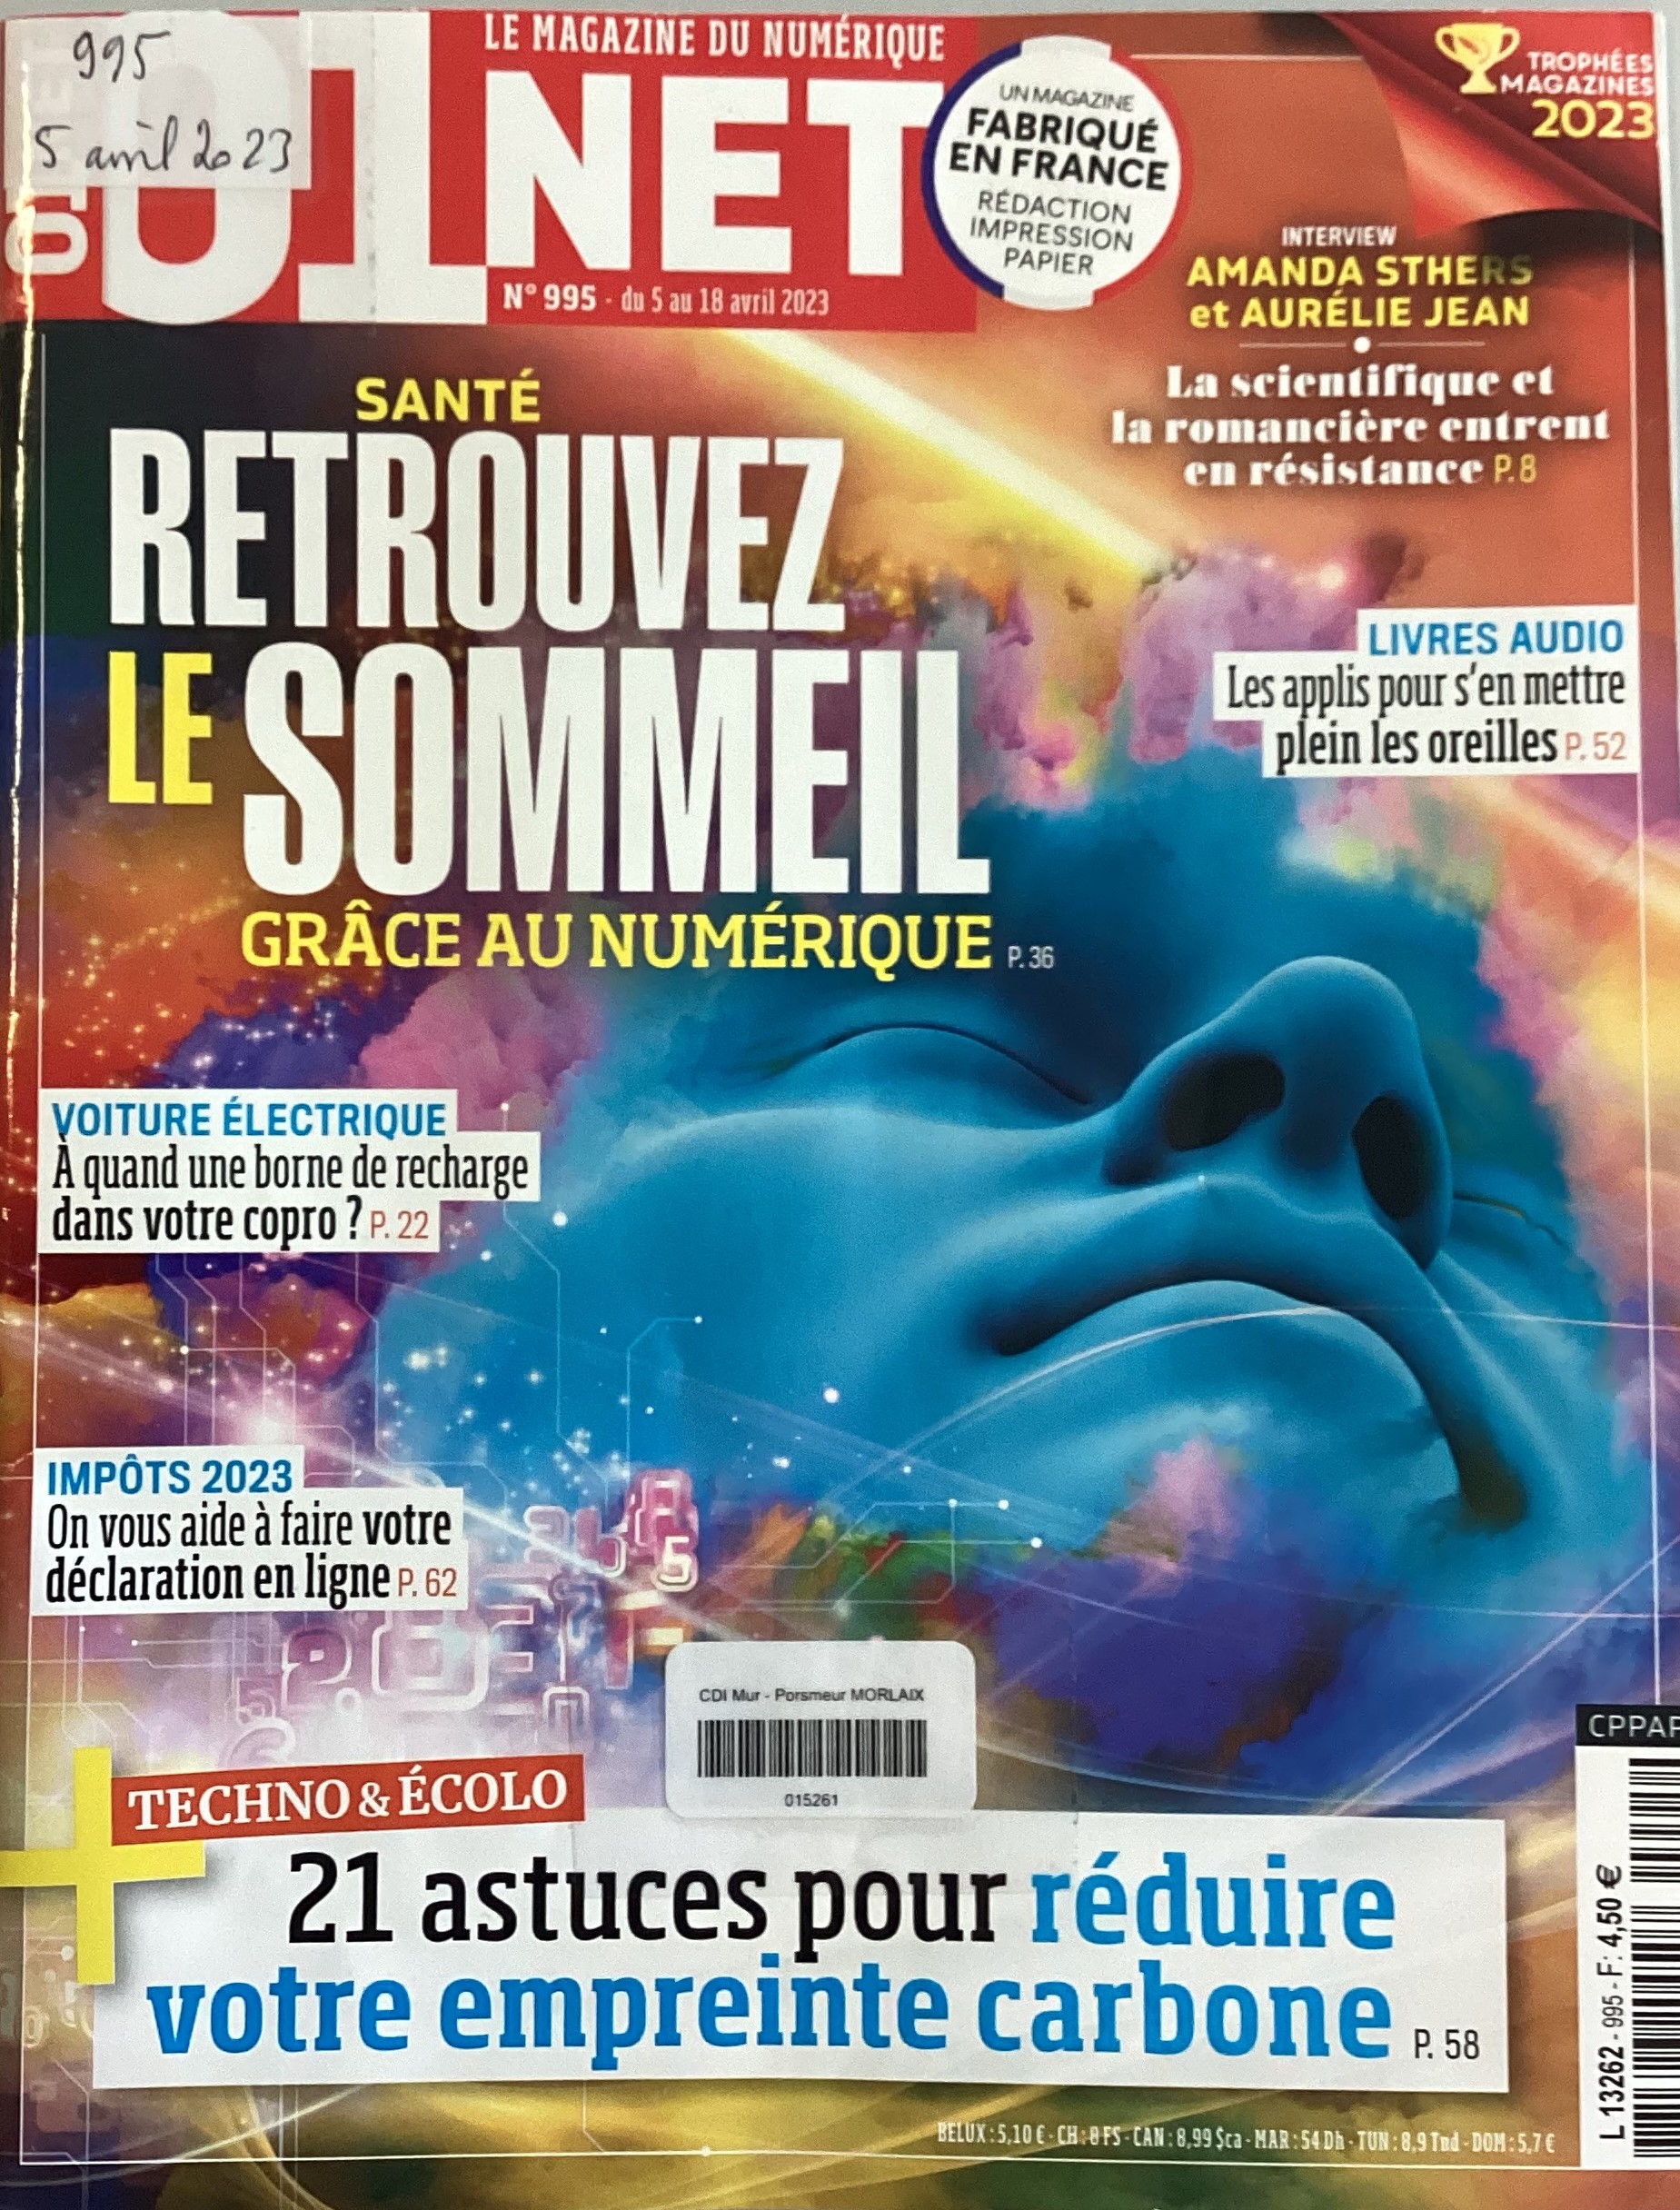 995
5 avril 2023
LE MAGAZINE DU NUMÉRIQUE
01NET
N° 995 - du 5 au 18 avril 2023
UN MAGAZINE
FABRIQUÉ
EN FRANCE
RÉDACTION
IMPRESSION
PAPIER
TROPHÉES
MAGAZINES
2023
INTERVIEW
AMANDA STHERS
et AURÉLIE JEAN
La scientifique et
la romancière entrent
en résistance P.8
SANTÉ
RETROUVEZ
LE SOMMEIL
GRÂCE AU NUMÉRIQUE P.36
LIVRES AUDIO
Les applis pour s'en mettre
plein les oreilles P. 52
VOITURE ÉLECTRIQUE
À quand une borne de recharge
dans votre copro ? P. 22
IMPÔTS 2023
On vous aide à faire votre
déclaration en ligne P. 62
CDI Mur - Porsmeur MORLAIX
015261
TECHNO & ÉCOLO
21 astuces pour réduire
votre empreinte carbone P. 58
CPPAP
L 13262 - 995 - F: 4,50 €
BELUX : 5,10 € - CH : 8 FS - CAN : 8,99 $ca - MAR : 54 Dh - TUN : 8,9 Tnd - DOM : 5,7 €